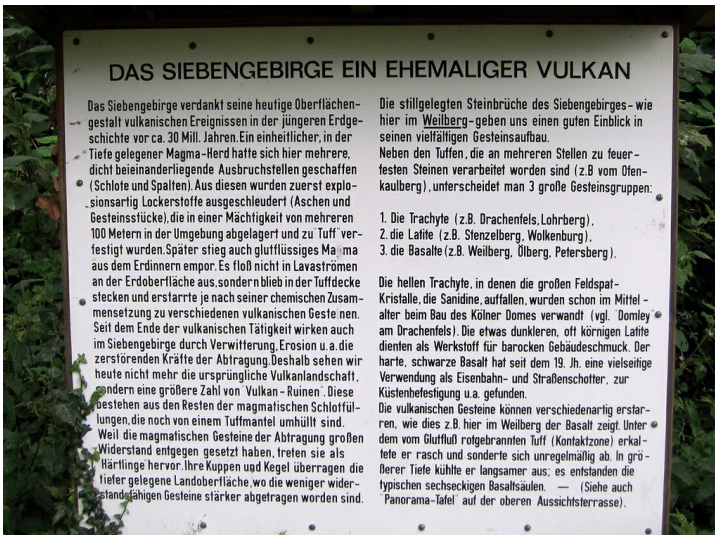 DAS SIEBENGEBIRGE EIN EHEMALIGER VULKAN
Das Siebengebirge verdankt seine heutige Oberflächen-
gestalt vulkanischen Ereignissen in der jüngeren Erdge-
schichte vor ca. 30 Mill. Jahren. Ein einheitlicher, in der
Tiefe gelegener Magma-Herd hatte sich hier mehrere,
dicht beieinanderliegende Ausbruchstellen geschaffen
(Schlote und Spalten). Aus diesen wurden zuerst explo-
sionsartig Lockerstoffe ausgeschleudert (Aschen und
Gesteinsstücke), die in einer Mächtigkeit von mehreren
100 Metern in der Umgebung abgelagert und zu "Tuff" ver-
festigt wurden. Später stieg auch glutflüssiges Magma
aus dem Erdinnern empor. Es floß nicht in Lavaströmen
an der Erdoberfläche aus, sondern blieb in der Tuffdecke
stecken und erstarrte je nach seiner chemischen Zusam-
mensetzung zu verschiedenen vulkanischen Gesteinen.
Seit dem Ende der vulkanischen Tätigkeit wirken auch
im Siebengebirge durch Verwitterung, Erosion u.a. die
zerstörenden Kräfte der Abtragung. Deshalb sehen wir
heute nicht mehr die ursprüngliche Vulkanlandschaft,
sondern eine größere Zahl von "Vulkan-Ruinen". Diese
bestehen aus den Resten der magmatischen Schlotfül-
lungen, die noch von einem Tuffmantel umhüllt sind.
Weil die magmatischen Gesteine der Abtragung großen
Widerstand entgegen gesetzt haben, treten sie als
Härtlinge hervor. Ihre Kuppen und Kegel überragen die
tiefer gelegene Landoberfläche, wo die weniger wider-
standsfähigen Gesteine stärker abgetragen worden sind.
Die stillgelegten Steinbrüche des Siebengebirges - wie
hier im Weilberg - geben uns einen guten Einblick in
seinen vielfältigen Gesteinsaufbau.
Neben den Tuffen, die an mehreren Stellen zu feuer-
festen Steinen verarbeitet worden sind (z.B vom Ofen-
kaulberg), unterscheidet man 3 große Gesteinsgruppen:
1. die Trachyte (z.B. Drachenfels, Lohrberg),
2. die Latite (z.B. Stenzelberg, Wolkenburg),
3. die Basalte (z.B. Weilberg, Ölberg, Petersberg).
Die hellen Trachyte, in denen die großen Feldspat-
Kristalle, die Sanidine, auffallen, wurden schon im Mittel-
alter beim Bau des Kölner Domes verwandt (vgl. "Domley"
am Drachenfels). Die etwas dunkleren, oft körnigen Latite
dienten als Werkstoff für barocken Gebäudeschmuck. Der
harte, schwarze Basalt hat seit dem 19. Jh. eine vielseitige
Verwendung als Eisenbahn- und Straßenschotter, zur
Küstenbefestigung u.a. gefunden.
Die vulkanischen Gesteine können verschiedenartig erstar-
ren, wie dies z.B. hier im Weilberg der Basalt zeigt. Unter
dem vom Glutfluß rotgebrannten Tuff (Kontaktzone) erkal-
tete er rasch und sonderte sich unregelmäßig ab. In grö-
ßerer Tiefe kühlte er langsamer aus; es entstanden die
typischen sechseckigen Basaltsäulen. — (Siehe auch
"Panorama-Tafel" auf der oberen Aussichtsterrasse).